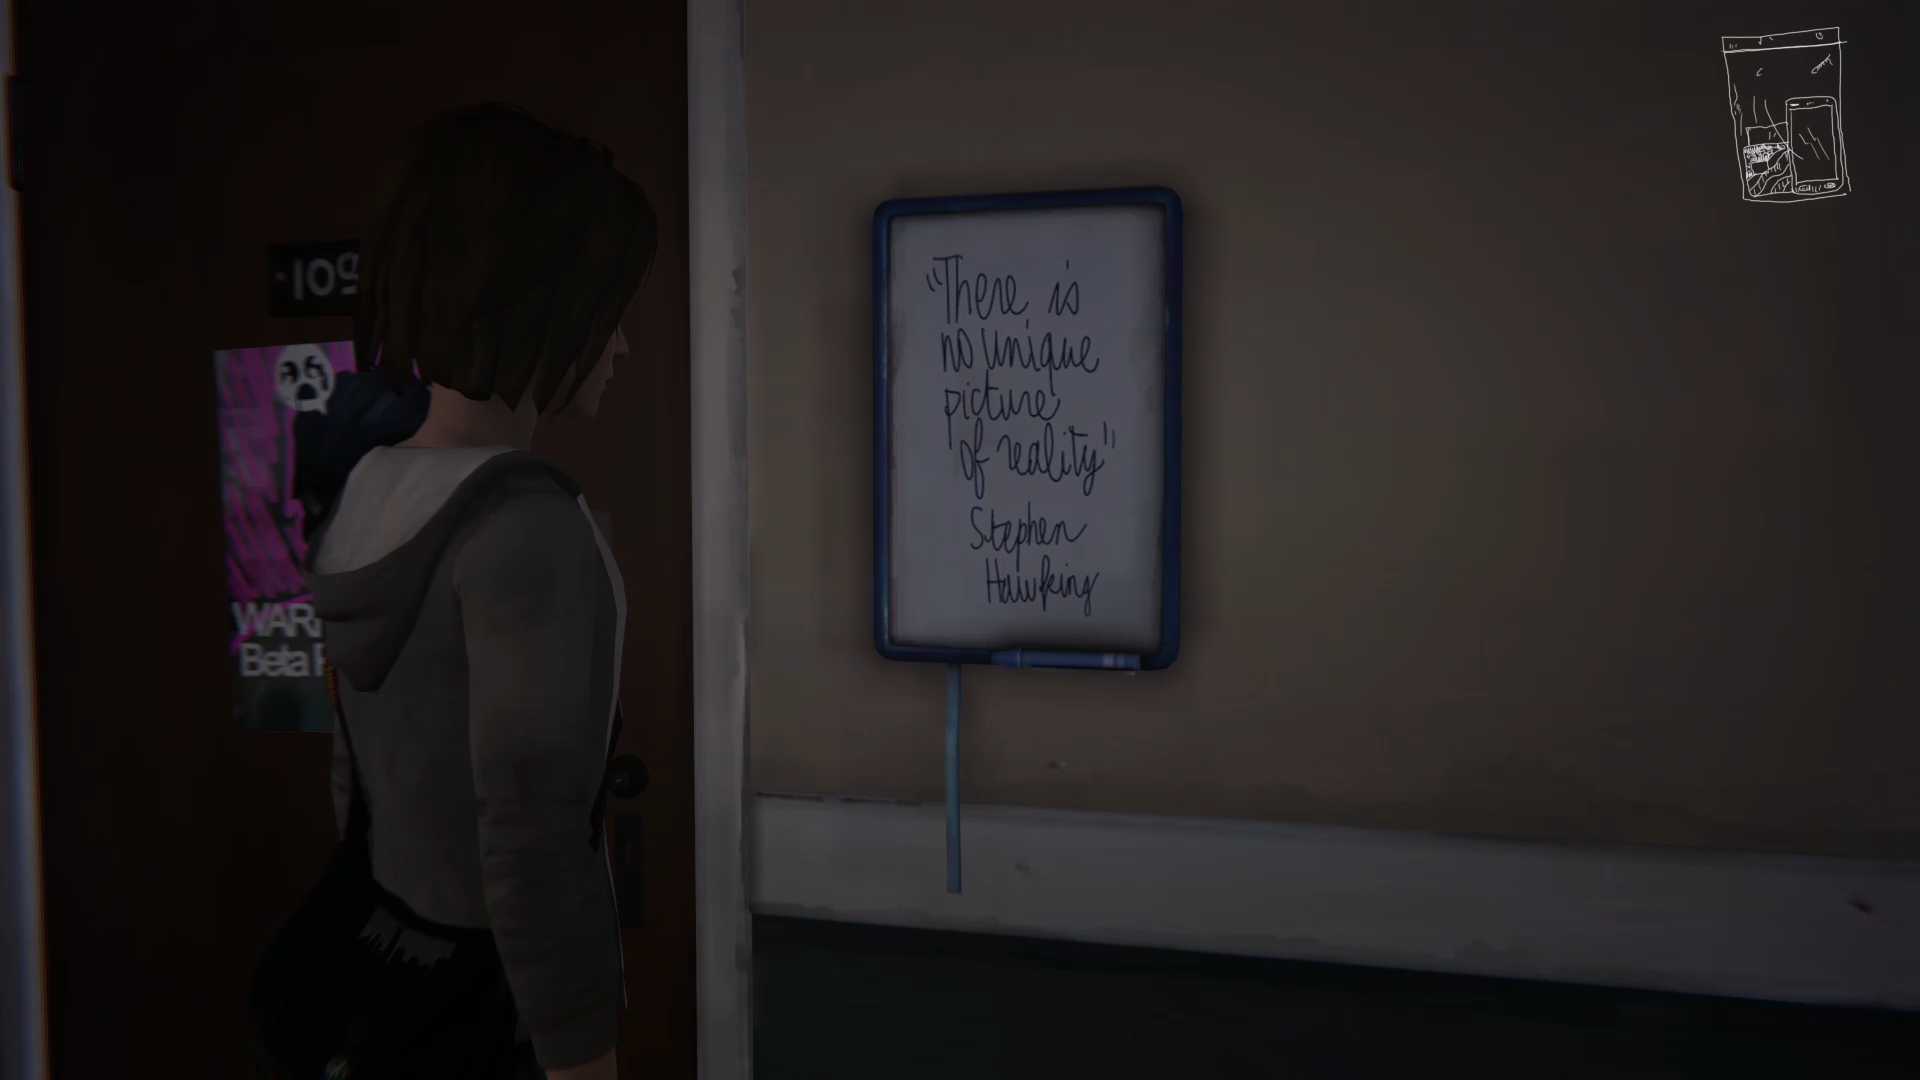 109
WAR
Beta
"There is
no unique
picture
of reality"
Stephen
Hawking